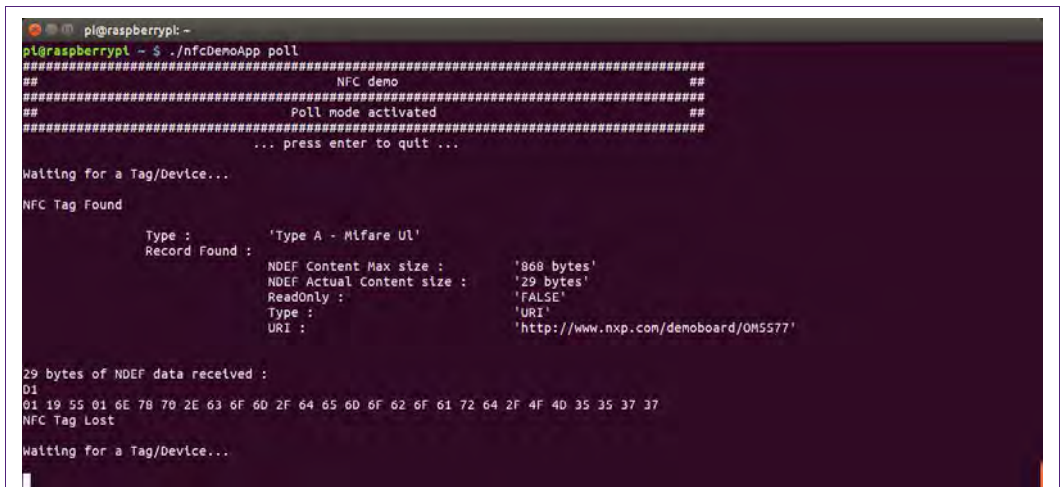 pi@raspberrypi: ~
pi@raspberrypi ~ $ ./nfcDemoApp poll
#########################################################################################
## NFC demo ##
#########################################################################################
## Poll mode activated ##
#########################################################################################
... press enter to quit ...
Waiting for a Tag/Device...
NFC Tag Found
Type : 'Type A - Mifare Ul'
Record Found :
NDEF Content Max size : '868 bytes'
NDEF Actual Content size : '29 bytes'
ReadOnly : 'FALSE'
Type : 'URI'
URI : 'http://www.nxp.com/demoboard/OM5577'
29 bytes of NDEF data received :
D1
01 19 55 01 6E 78 70 2E 63 6F 6D 2F 64 65 6D 6F 62 6F 61 72 64 2F 4F 4D 35 35 37 37
NFC Tag Lost
Waiting for a Tag/Device...